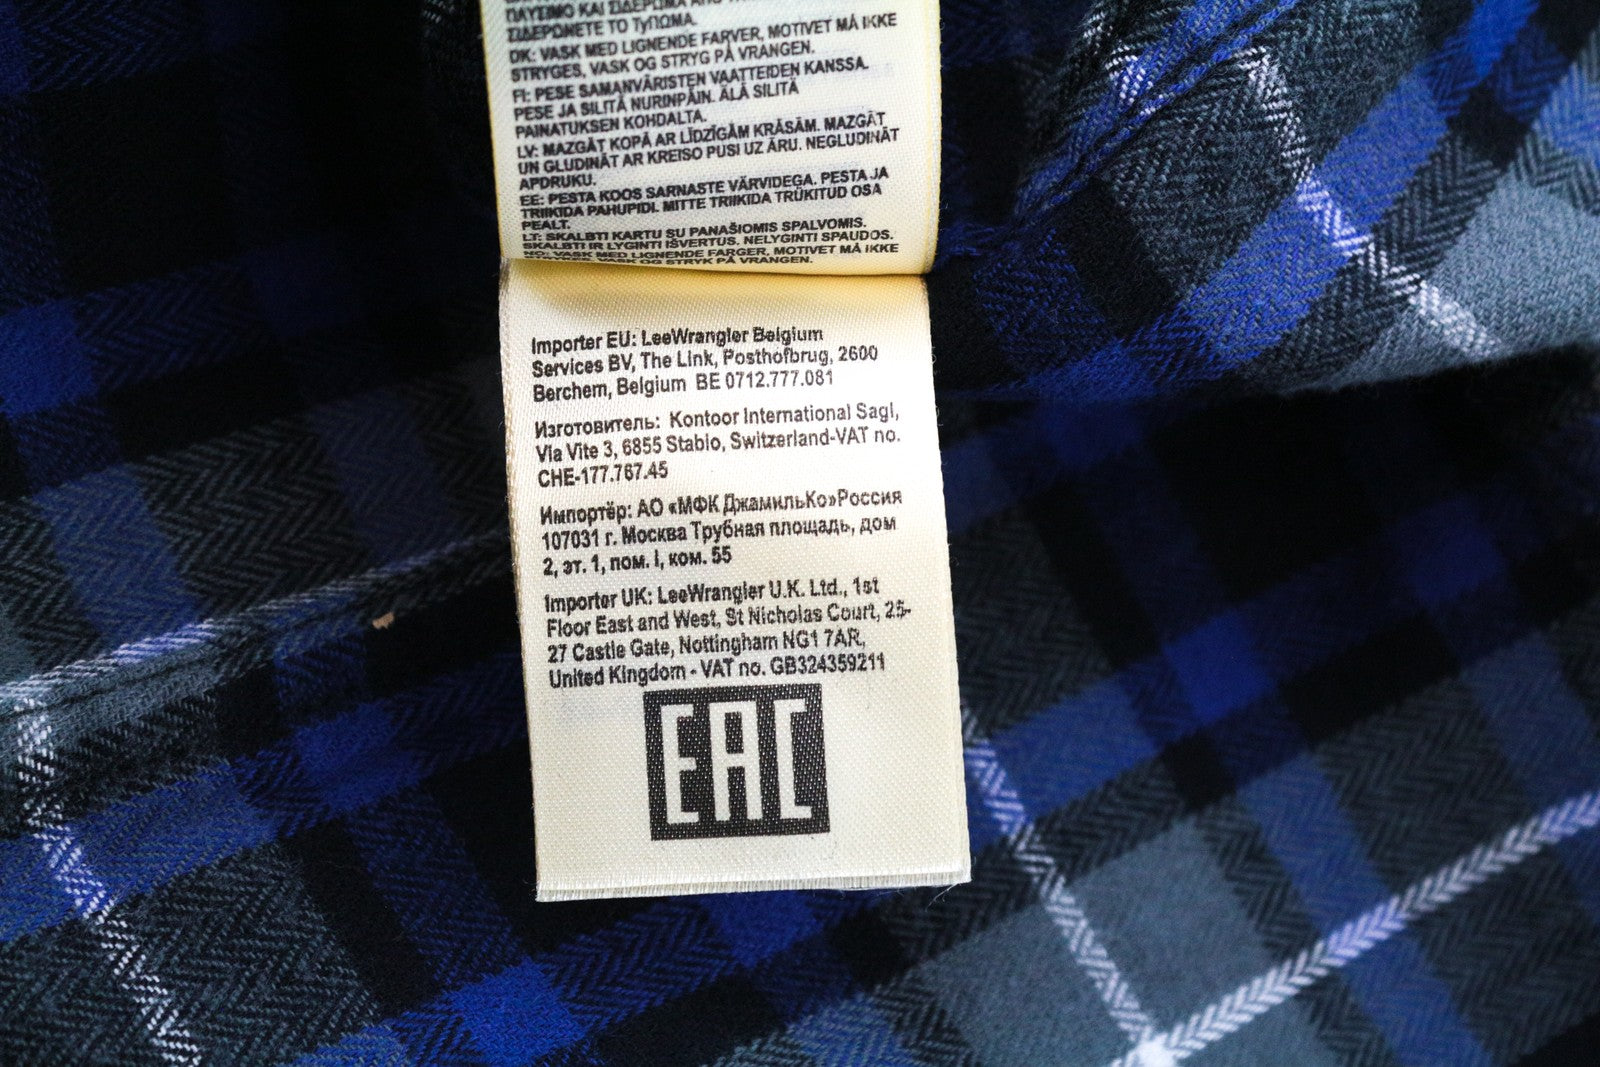 ΣΙΔΕΡΩΝΕΤΕ ΤΟ ΤυΠΩΜΑ.
DK: VASK MED LIGNENDE FARVER, MOTIVET MÅ IKKE
STRYGES, VASK OG STRYG PÅ VRANGEN.
FI: PESE SAMANVÄRISTEN VAATTEIDEN KANSSA.
PESE JA SILITÄ NURINPÄIN. ÄLÄ SILITÄ
PAINATUKSEN KOHDALTA.
LV: MAZGĀT KOPĀ AR LĪDZĪGĀM KRĀSĀM. MAZGĀT
UN GLUDINĀT AR KREISO PUSI UZ ĀRU. NEGLUDINĀT
APDRUKU.
EE: PESTA KOOS SARNASTE VÄRVIDEGA. PESTA JA
TRIIKIDA PAHUPIDI. MITTE TRIIKIDA TRÜKITUD OSA
PEALT.
LT: SKALBTI KARTU SU PANAŠIOMIS SPALVOMIS.
SKALBTI IR LYGINTI IŠVERTUS. NELYGINTI SPAUDOS.
NO: VASK MED LIGNENDE FARGER, MOTIVET MÅ IKKE
VASK OG STRYK PÅ VRANGEN.
Importer EU: LeeWrangler Belgium
Services BV, The Link, Posthofbrug, 2600
Berchem, Belgium BE 0712.777.081
Изготовитель: Kontoor International Sagl,
Via Vite 3, 6855 Stabio, Switzerland-VAT no.
CHE-177.767.45
Импортёр: АО «МФК ДжамильКо»Россия
107031 г. Москва Трубная площадь, дом
2, эт. 1, пом. I, ком. 55
Importer UK: LeeWrangler U.K. Ltd., 1st
Floor East and West, St Nicholas Court, 25-
27 Castle Gate, Nottingham NG1 7AR,
United Kingdom - VAT no. GB324359211
EAC